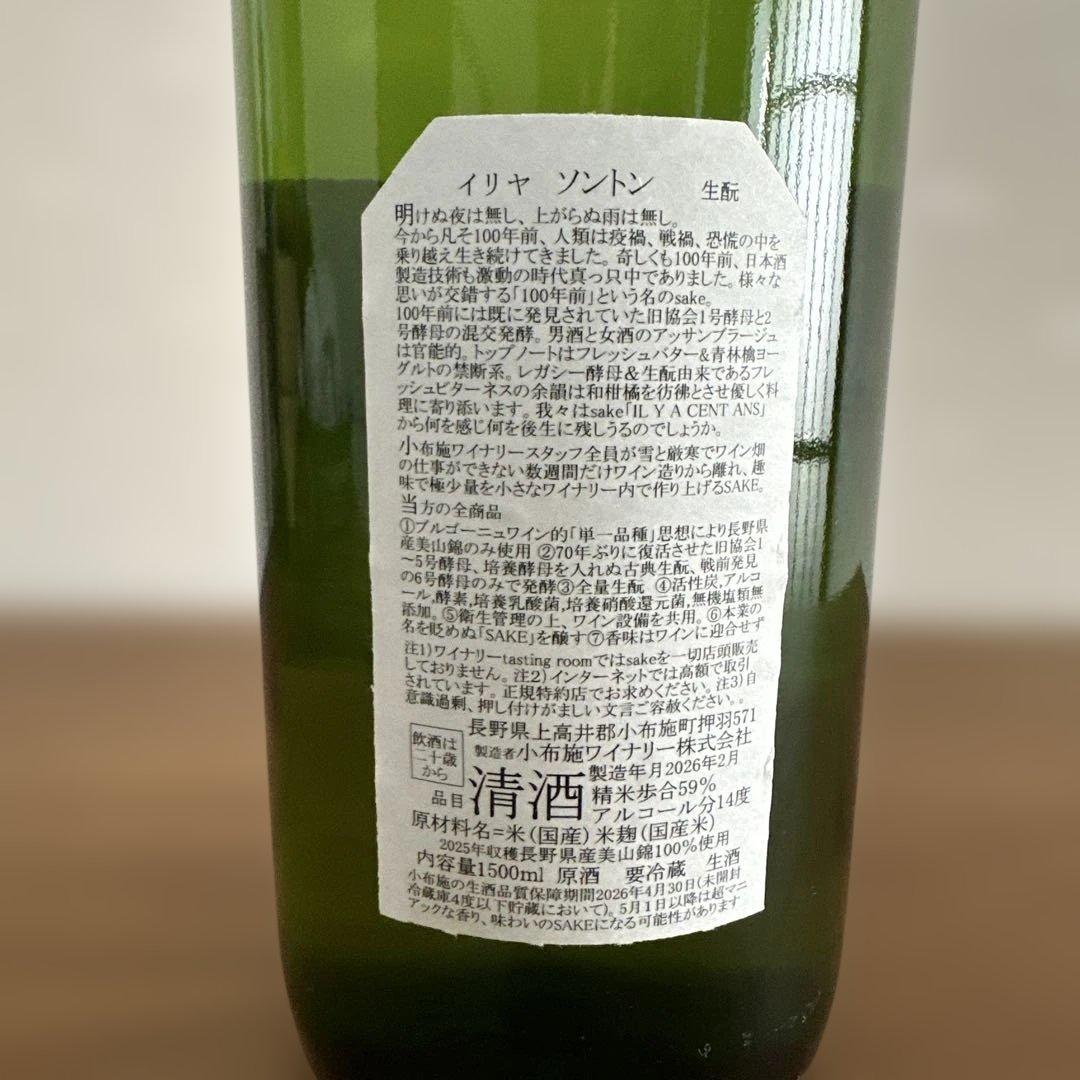 イリヤ ソントン 生酛
明けぬ夜は無し、上がらぬ雨は無し。
今から凡そ100年前、人類は疫禍、戦禍、恐慌の中を
乗り越え生き続けてきました。奇しくも100年前、日本酒
製造技術も激動の時代真っ只中でありました。様々な
思いが交錯する「100年前」という名のsake。
100年前には既に発見されていた旧協会1号酵母と2
号酵母の混交発酵。男酒と女酒のアッサンブラージュ
は官能的。トップノートはフレッシュバター&青林檎ヨー
グルトの禁断系。レガシー酵母&生酛由来であるフレ
ッシュビターネスの余韻は和柑橘を彷彿とさせ優しく料
理に寄り添います。我々はsake「IL Y A CENT ANS」
から何を感じ何を後生に残しうるのでしょうか。
小布施ワイナリースタッフ全員が雪と厳寒でワイン畑
の仕事ができない数週間だけワイン造りから離れ、趣
味で極少量を小さなワイナリー内で作り上げるSAKE。
当方の全商品
①ブルゴーニュワイン的「単一品種」思想により長野県
産美山錦のみ使用 ②70年ぶりに復活させた旧協会1
～5号酵母、培養酵母を入れぬ古典生酛、戦前発見
の6号酵母のみで発酵③全量生酛 ④活性炭,アルコ
ール,酵素,培養乳酸菌,培養硝酸還元菌,無機塩類無
添加。⑤衛生管理の上、ワイン設備を共用。⑥本業の
名を貶めぬ「SAKE」を醸す⑦香味はワインに迎合せず
注1)ワイナリーtasting roomではsakeを一切店頭販売
しておりません。注2)インターネットでは高額で取引
されています。正規特約店でお求めください。注3)自
意識過剰、押し付けがましい文言ご容赦ください。。
長野県上高井郡小布施町押羽571
製造者小布施ワイナリー株式会社
飲酒は
二十歳
から
品目 清酒
製造年月2026年2月
精米歩合59%
アルコール分14度
原材料名=米(国産)米麹(国産米)
2025年収穫長野県産美山錦100%使用
内容量1500ml 原酒 要冷蔵 生酒
小布施の生酒品質保障期間2026年4月30日(未開封
冷蔵庫4度以下貯蔵において)。5月1日以降は超マニ
アックな香り、味わいのSAKEになる可能性があります